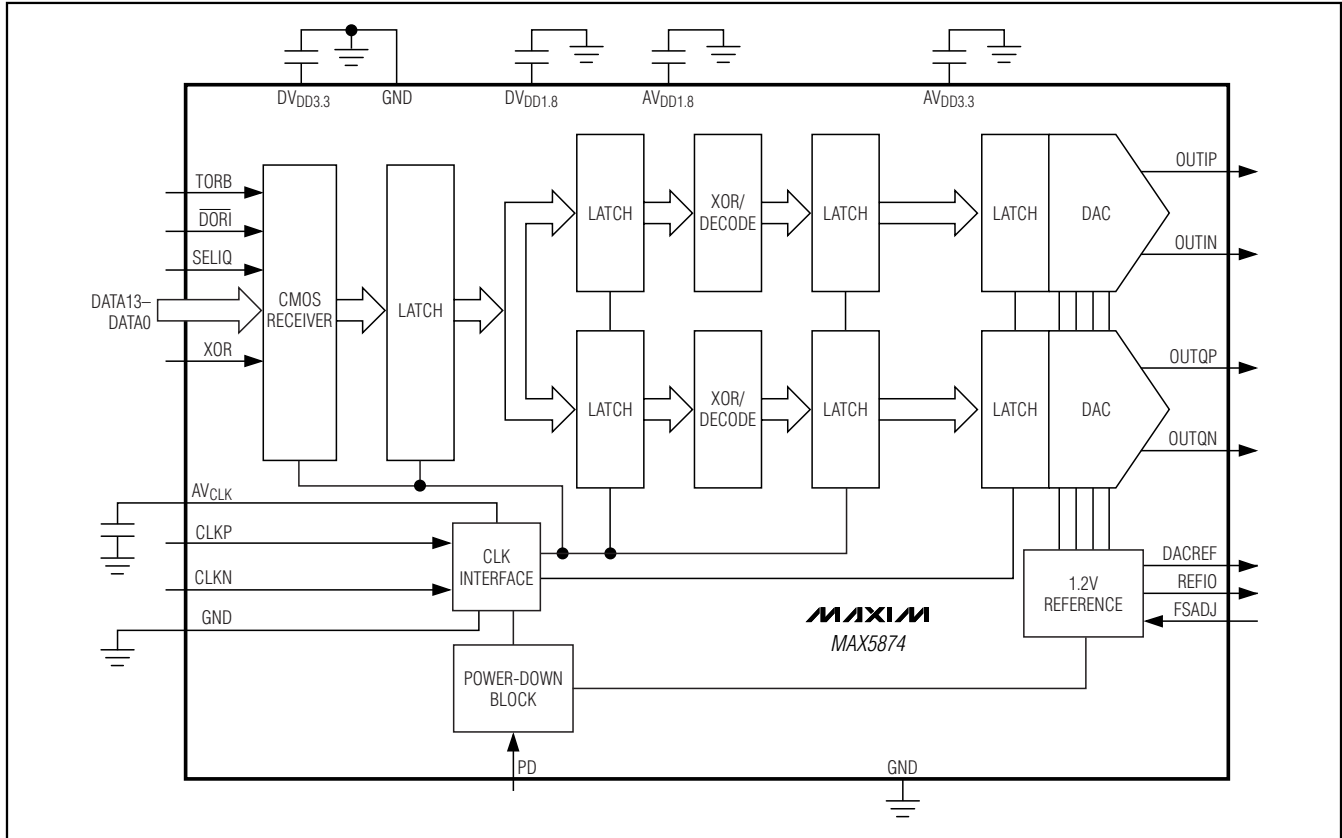 DVDD3.3
GND
DVDD1.8
AVDD1.8
AVDD3.3
TORB
DORI
SELIQ
DATA13–
DATA0
XOR
CMOS
RECEIVER
LATCH
LATCH
XOR/
DECODE
LATCH
LATCH
DAC
OUTIP
OUTIN
LATCH
XOR/
DECODE
LATCH
LATCH
DAC
OUTQP
OUTQN
AVCLK
CLKP
CLKN
GND
CLK
INTERFACE
1.2V
REFERENCE
DACREF
REFIO
FSADJ
MAXIM
MAX5874
POWER-DOWN
BLOCK
PD
GND